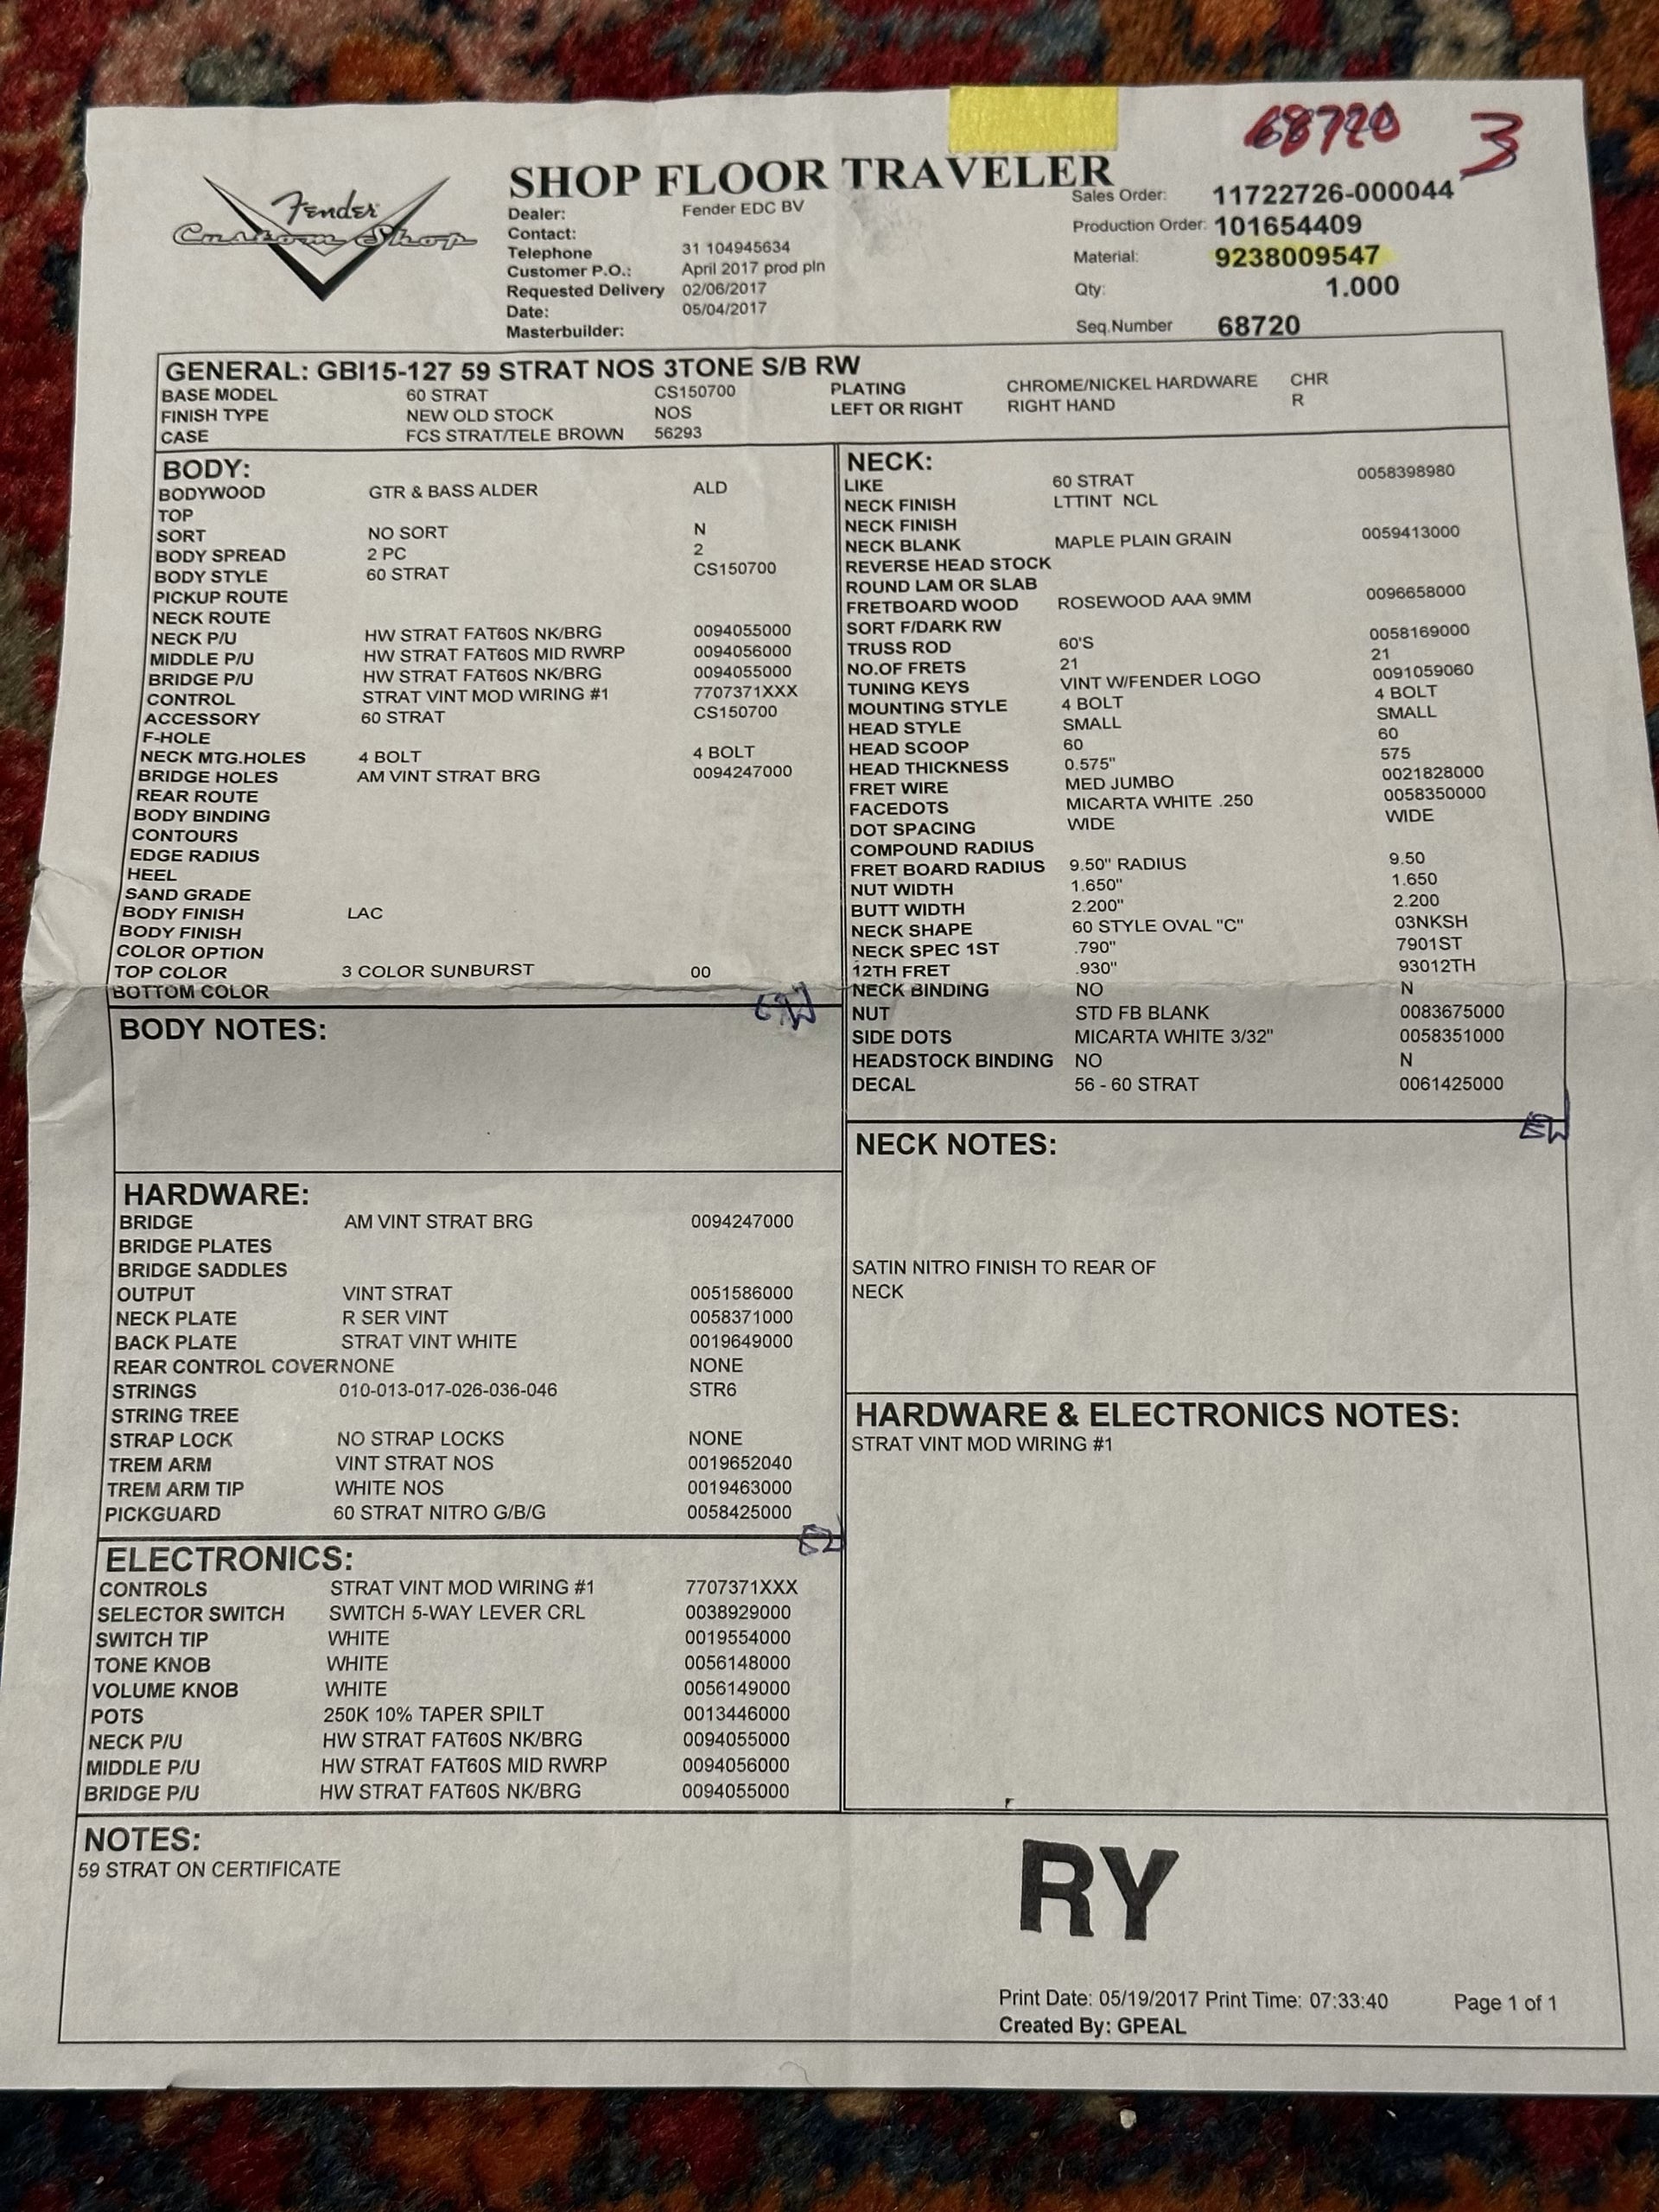 68720 3
Fender
Custom Shop
SHOP FLOOR TRAVELER
Dealer: Fender EDC BV
Contact:
Telephone 31 104945634
Customer P.O.: April 2017 prod pln
Requested Delivery 02/06/2017
Date: 05/04/2017
Masterbuilder:
Sales Order: 11722726-000044
Production Order: 101654409
Material: 9238009547
Qty: 1.000
Seq.Number 68720
GENERAL: GBI15-127 59 STRAT NOS 3TONE S/B RW
BASE MODEL 60 STRAT CS150700 PLATING CHROME/NICKEL HARDWARE CHR
FINISH TYPE NEW OLD STOCK NOS LEFT OR RIGHT RIGHT HAND R
CASE FCS STRAT/TELE BROWN 56293
BODY:
BODYWOOD GTR & BASS ALDER ALD
TOP
SORT NO SORT N
BODY SPREAD 2 PC 2
BODY STYLE 60 STRAT CS150700
PICKUP ROUTE
NECK ROUTE
NECK P/U HW STRAT FAT60S NK/BRG 0094055000
MIDDLE P/U HW STRAT FAT60S MID RWRP 0094056000
BRIDGE P/U HW STRAT FAT60S NK/BRG 0094055000
CONTROL STRAT VINT MOD WIRING #1 7707371XXX
ACCESSORY 60 STRAT CS150700
F-HOLE
NECK MTG.HOLES 4 BOLT 4 BOLT
BRIDGE HOLES AM VINT STRAT BRG 0094247000
REAR ROUTE
BODY BINDING
CONTOURS
EDGE RADIUS
HEEL
SAND GRADE
BODY FINISH LAC
BODY FINISH
COLOR OPTION
TOP COLOR 3 COLOR SUNBURST 00
BOTTOM COLOR
BODY NOTES:
HARDWARE:
BRIDGE AM VINT STRAT BRG 0094247000
BRIDGE PLATES
BRIDGE SADDLES
OUTPUT VINT STRAT 0051586000
NECK PLATE R SER VINT 0058371000
BACK PLATE STRAT VINT WHITE 0019649000
REAR CONTROL COVERNONE NONE
STRINGS 010-013-017-026-036-046 STR6
STRING TREE
STRAP LOCK NO STRAP LOCKS NONE
TREM ARM VINT STRAT NOS 0019652040
TREM ARM TIP WHITE NOS 0019463000
PICKGUARD 60 STRAT NITRO G/B/G 0058425000
ELECTRONICS:
CONTROLS STRAT VINT MOD WIRING #1 7707371XXX
SELECTOR SWITCH SWITCH 5-WAY LEVER CRL 0038929000
SWITCH TIP WHITE 0019554000
TONE KNOB WHITE 0056148000
VOLUME KNOB WHITE 0056149000
POTS 250K 10% TAPER SPILT 0013446000
NECK P/U HW STRAT FAT60S NK/BRG 0094055000
MIDDLE P/U HW STRAT FAT60S MID RWRP 0094056000
BRIDGE P/U HW STRAT FAT60S NK/BRG 0094055000
NECK:
LIKE 60 STRAT 0058398980
NECK FINISH LTTINT NCL
NECK FINISH
NECK BLANK MAPLE PLAIN GRAIN 0059413000
REVERSE HEAD STOCK
ROUND LAM OR SLAB
FRETBOARD WOOD ROSEWOOD AAA 9MM 0096658000
SORT F/DARK RW
TRUSS ROD 60'S 0058169000
NO.OF FRETS 21 21
TUNING KEYS VINT W/FENDER LOGO 0091059060
MOUNTING STYLE 4 BOLT 4 BOLT
HEAD STYLE SMALL SMALL
HEAD SCOOP 60 60
HEAD THICKNESS 0.575" 575
FRET WIRE MED JUMBO 0021828000
FACEDOTS MICARTA WHITE .250 0058350000
DOT SPACING WIDE WIDE
COMPOUND RADIUS
FRET BOARD RADIUS 9.50" RADIUS 9.50
NUT WIDTH 1.650" 1.650
BUTT WIDTH 2.200" 2.200
NECK SHAPE 60 STYLE OVAL "C" 03NKSH
NECK SPEC 1ST .790" 7901ST
12TH FRET .930" 93012TH
NECK BINDING NO N
NUT STD FB BLANK 0083675000
SIDE DOTS MICARTA WHITE 3/32" 0058351000
HEADSTOCK BINDING NO N
DECAL 56 - 60 STRAT 0061425000
NECK NOTES:
SATIN NITRO FINISH TO REAR OF
NECK
HARDWARE & ELECTRONICS NOTES:
STRAT VINT MOD WIRING #1
NOTES:
59 STRAT ON CERTIFICATE
RY
Print Date: 05/19/2017 Print Time: 07:33:40 Page 1 of 1
Created By: GPEAL